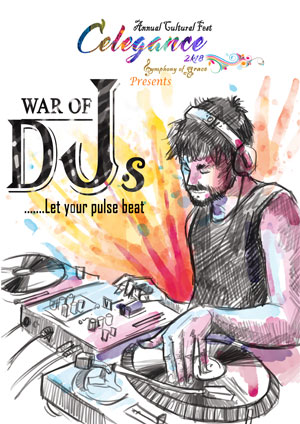 Annual Cultural Fest
Celegance
2k18
Symphony of Grace
Presents
WAR OF
DJs
.......Let your pulse beat